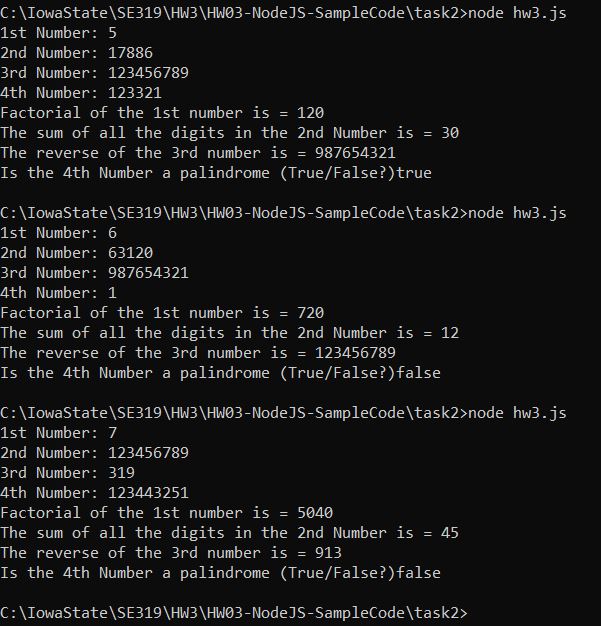 C:\IowaState\SE319\HW3\HW03-NodeJS-SampleCode\task2>node hw3.js
1st Number: 5
2nd Number: 17886
3rd Number: 123456789
4th Number: 123321
Factorial of the 1st number is = 120
The sum of all the digits in the 2nd Number is = 30
The reverse of the 3rd number is = 987654321
Is the 4th Number a palindrome (True/False?)true
C:\IowaState\SE319\HW3\HW03-NodeJS-SampleCode\task2>node hw3.js
1st Number: 6
2nd Number: 63120
3rd Number: 987654321
4th Number: 1
Factorial of the 1st number is = 720
The sum of all the digits in the 2nd Number is = 12
The reverse of the 3rd number is = 123456789
Is the 4th Number a palindrome (True/False?)false
C:\IowaState\SE319\HW3\HW03-NodeJS-SampleCode\task2>node hw3.js
1st Number: 7
2nd Number: 123456789
3rd Number: 319
4th Number: 123443251
Factorial of the 1st number is = 5040
The sum of all the digits in the 2nd Number is = 45
The reverse of the 3rd number is = 913
Is the 4th Number a palindrome (True/False?)false
C:\IowaState\SE319\HW3\HW03-NodeJS-SampleCode\task2>